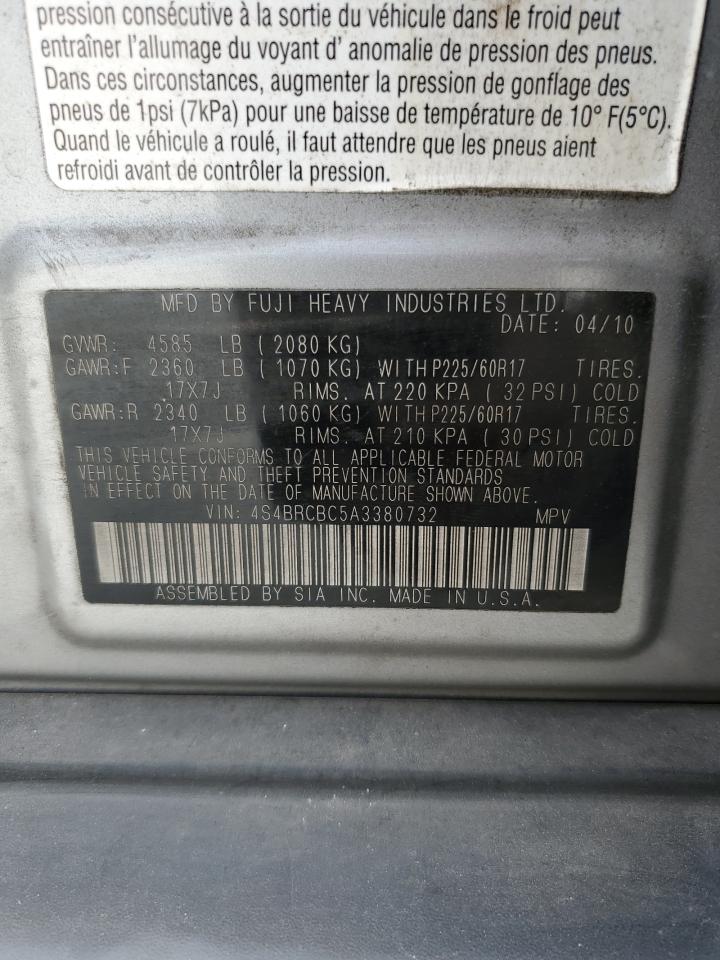 pression consécutive à la sortie du véhicule dans le froid peut
entraîner l'allumage du voyant d' anomalie de pression des pneus.
Dans ces circonstances, augmenter la pression de gonflage des
pneus de 1psi (7kPa) pour une baisse de température de 10° F(5°C).
Quand le véhicule a roulé, il faut attendre que les pneus aient
refroidi avant de contrôler la pression.
MFD BY FUJI HEAVY INDUSTRIES LTD.
DATE: 04/10
GVWR: 4585 LB ( 2080 KG)
GAWR:F 2360 LB ( 1070 KG) WITH P225/60R17 TIRES.
17X7J RIMS. AT 220 KPA ( 32 PSI) COLD
GAWR:R 2340 LB ( 1060 KG) WITH P225/60R17 TIRES.
17X7J RIMS. AT 210 KPA ( 30 PSI) COLD
THIS VEHICLE CONFORMS TO ALL APPLICABLE FEDERAL MOTOR
VEHICLE SAFETY AND THEFT PREVENTION STANDARDS
IN EFFECT ON THE DATE OF MANUFACTURE SHOWN ABOVE.
VIN: 4S4BRCBC5A3380732 MPV
ASSEMBLED BY SIA INC. MADE IN U.S.A.